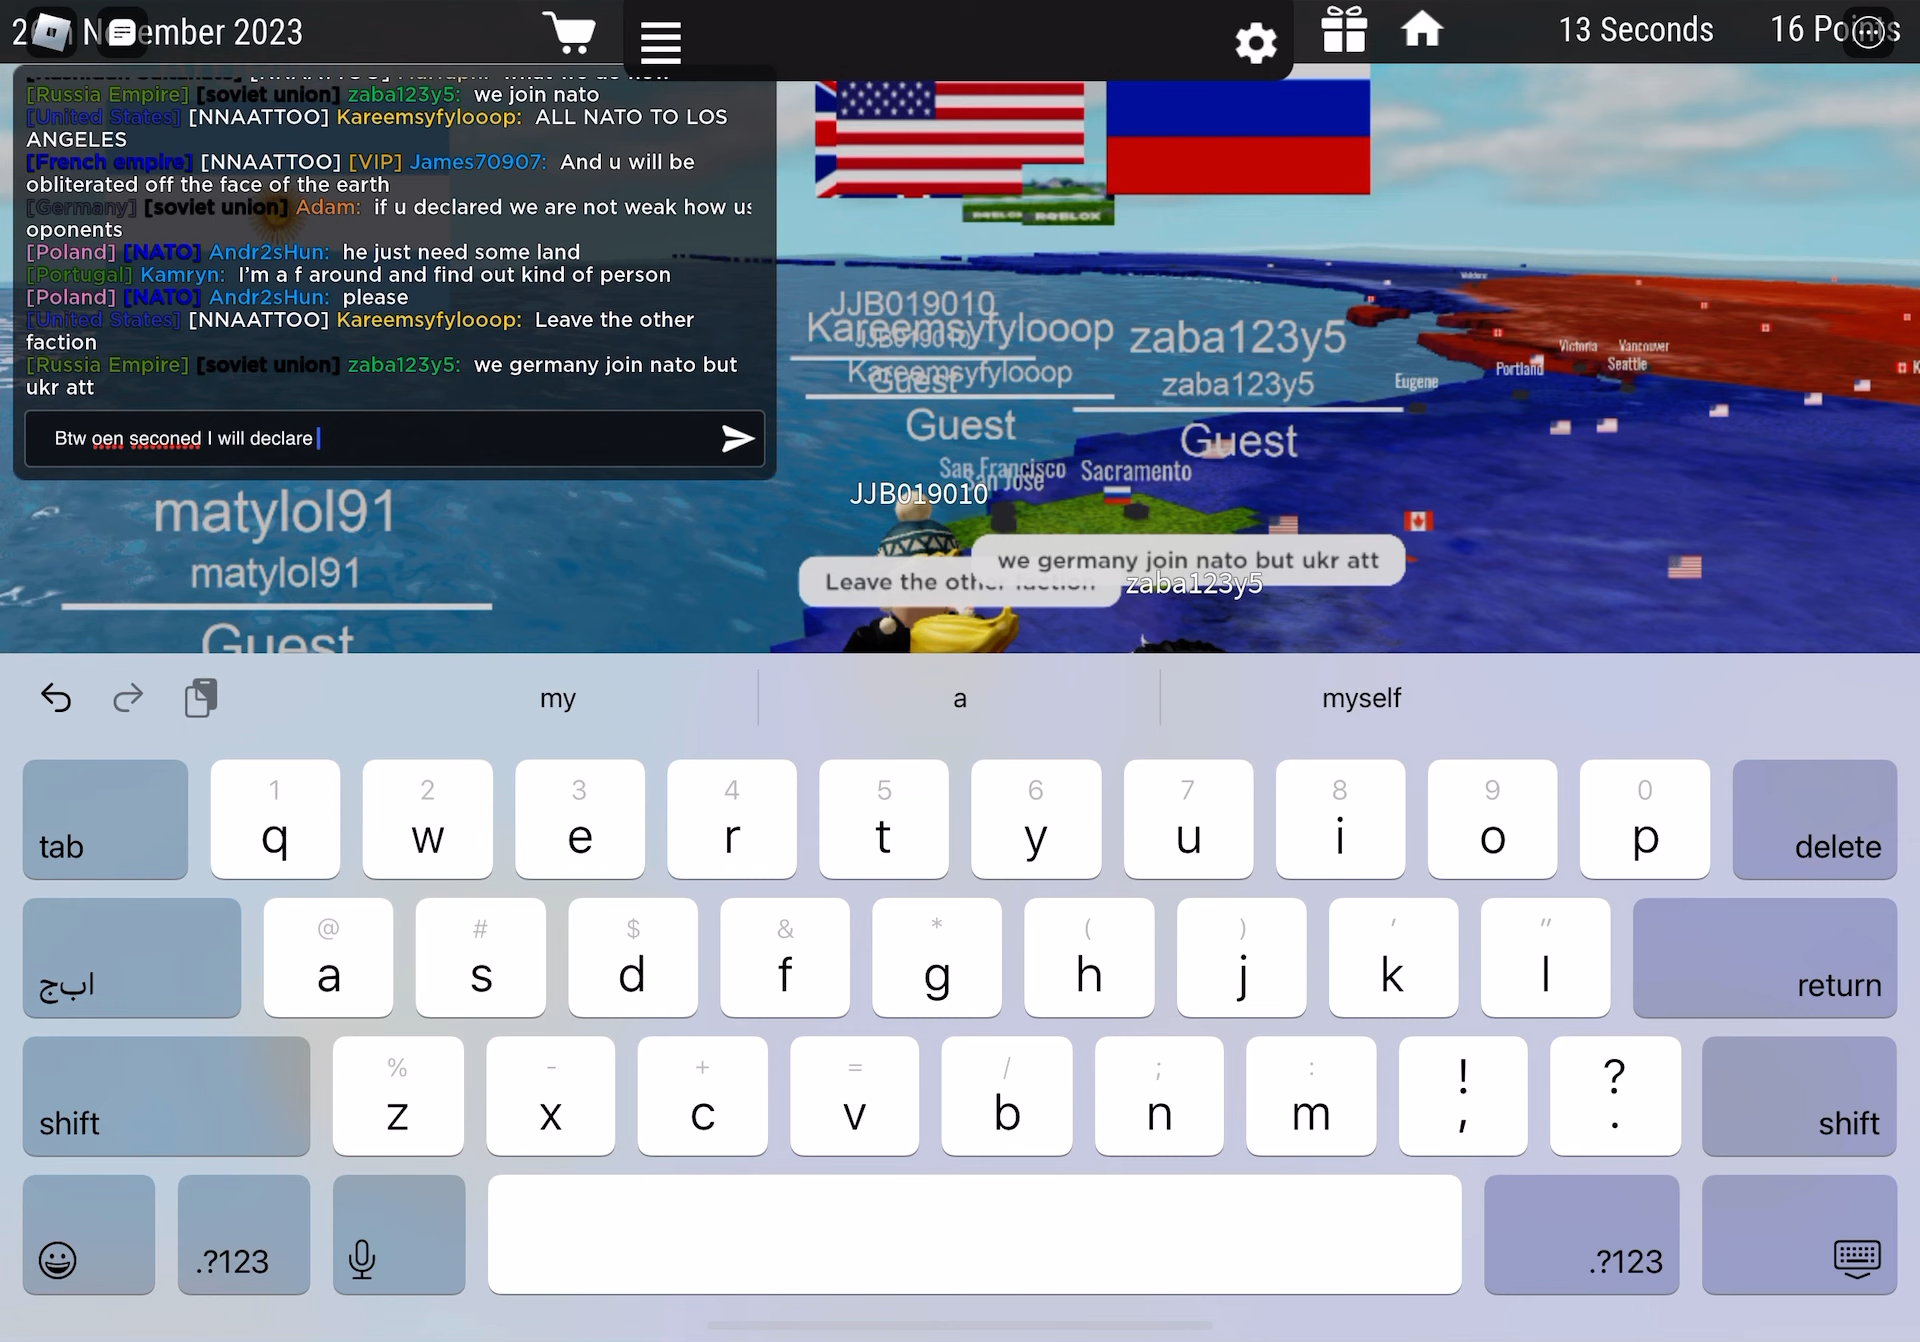 November 2023
13 Seconds
16 Points
[NNAATTOO]
[Russia Empire] [soviet union] zaba123y5: we join nato
[United States] [NNAATTOO] Kareemsyfylooop: ALL NATO TO LOS
ANGELES
[French empire] [NNAATTOO] [VIP] James70907: And u will be
obliterated off the face of the earth
[Germany] [soviet union] Adam: if u declared we are not weak how us
oponents
[Poland] [NATO] Andr2sHun: he just need some land
[Portugal] Kamryn: I'm a f around and find out kind of person
[Poland] [NATO] Andr2sHun: please
[United States] [NNAATTOO] Kareemsyfylooop: Leave the other
faction
[Russia Empire] [soviet union] zaba123y5: we germany join nato but
ukr att
Btw oen seconed I will declare
ROBLOX
JJB019010
Kareemsyfylooop
JJB019010
Kareemsyfylooop
Guest
Guest
zaba123y5
zaba123y5
Guest
Victoria
Vancouver
Portland
Seattle
Eugene
San Francisco
San Jose
Sacramento
JJB019010
matylol91
matylol91
Guest
we germany join nato but ukr att
Leave the other faction
zaba123y5
my
a
myself
tab
1 2 3 4 5 6 7 8 9 0
q w e r t y u i o p
delete
ابج
@ # $ & * ( ) ' "
a s d f g h j k l
return
shift
% - + = / ; : ! ?
z x c v b n m , .
shift
.?123
.?123